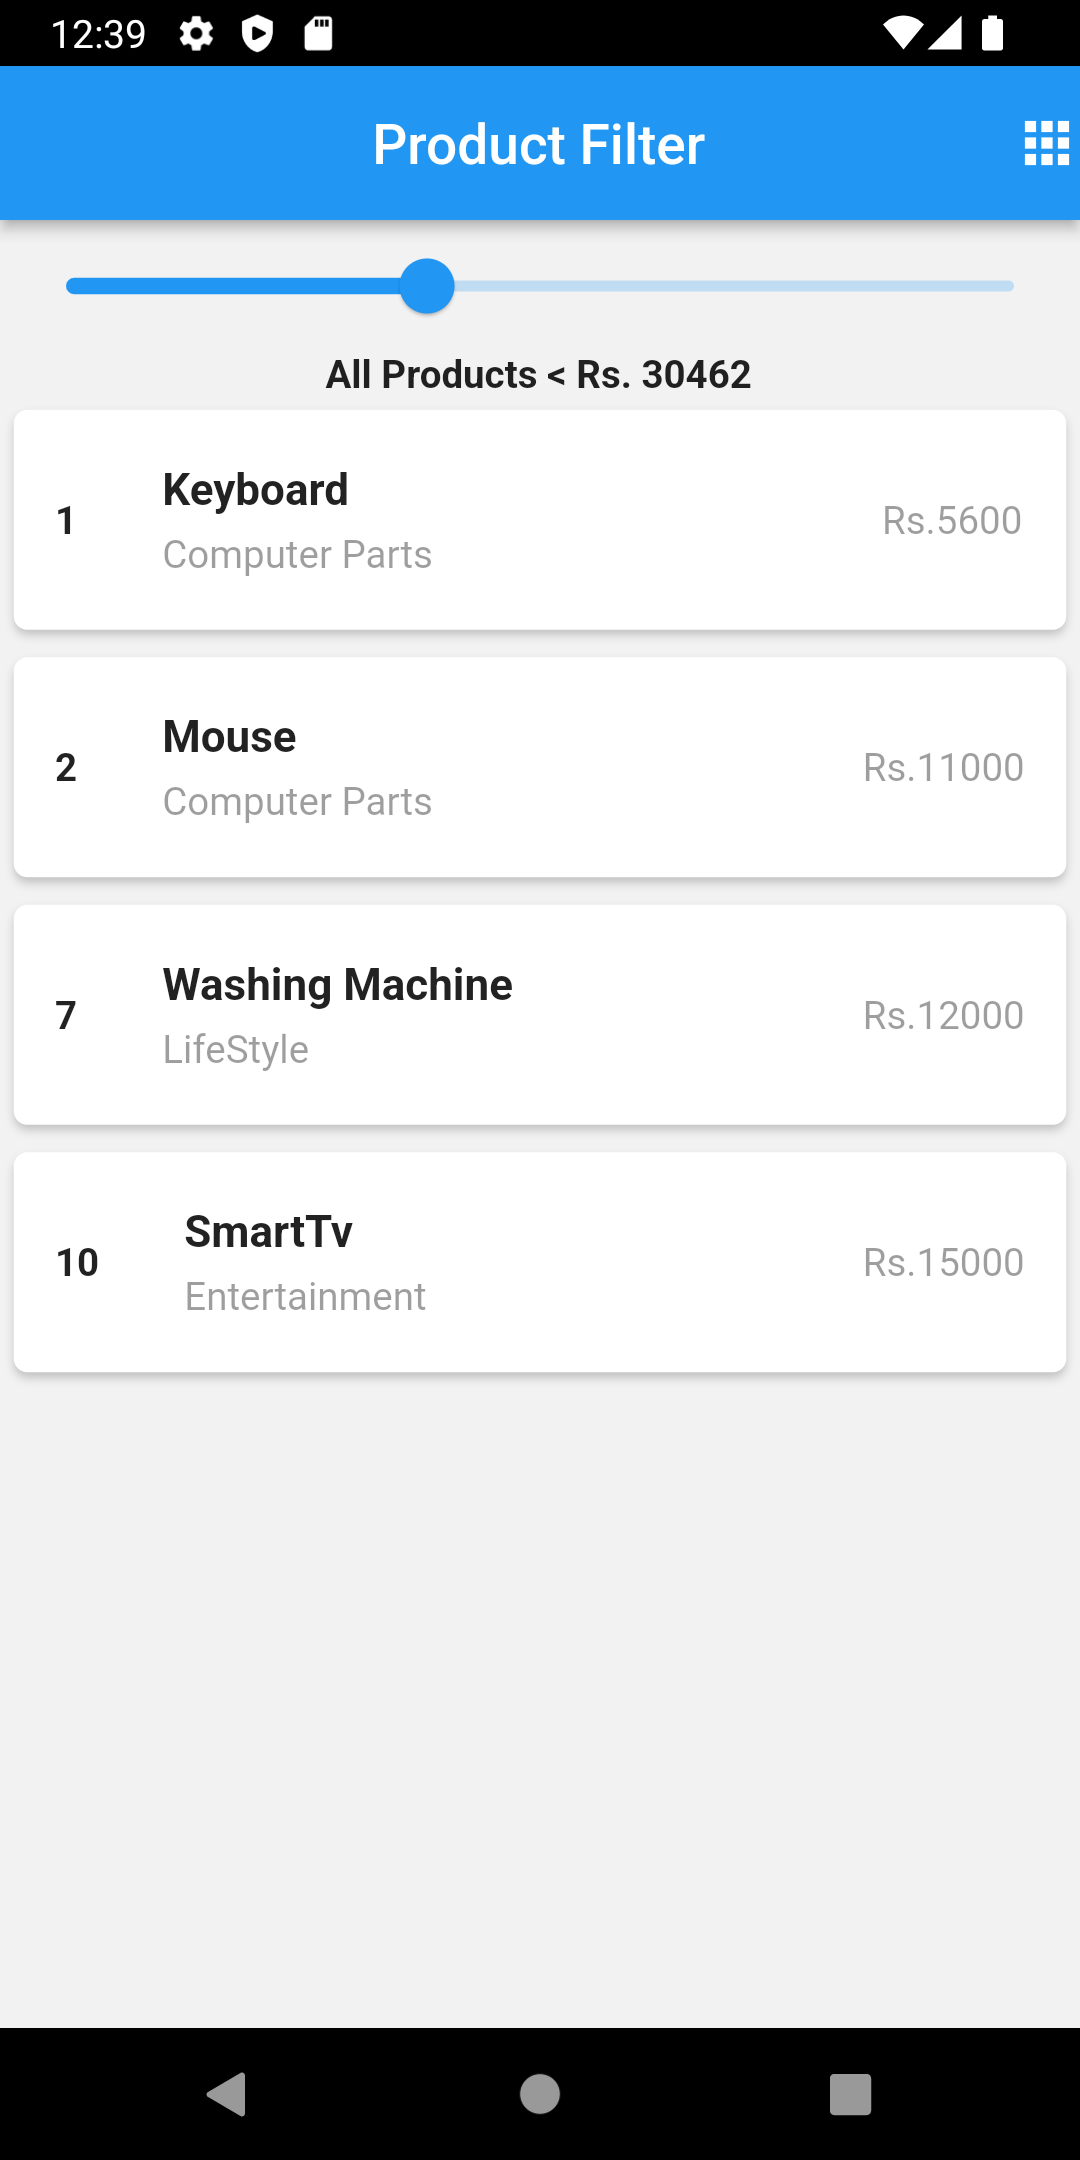 12:39
Product Filter
All Products < Rs. 30462
1
Keyboard
Computer Parts
Rs.5600
2
Mouse
Computer Parts
Rs.11000
7
Washing Machine
LifeStyle
Rs.12000
10
SmartTv
Entertainment
Rs.15000